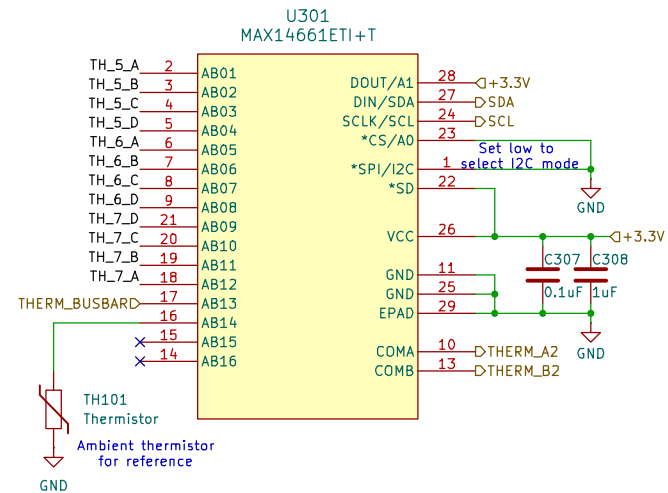 U301
MAX14661ETI+T
TH_5_A 2 AB01
TH_5_B 3 AB02
TH_5_C 4 AB03
TH_5_D 5 AB04
TH_6_A 6 AB05
TH_6_B 7 AB06
TH_6_C 8 AB07
TH_6_D 9 AB08
TH_7_D 21 AB09
TH_7_C 20 AB10
TH_7_B 19 AB11
TH_7_A 18 AB12
THERM_BUSBAR 17 AB13
16 AB14
15 AB15
14 AB16
DOUT/A1 28 +3.3V
DIN/SDA 27 SDA
SCLK/SCL 24 SCL
*CS/A0 23
Set low to
select I2C mode
*SPI/I2C 1
*SD 22
GND
VCC 26 +3.3V
C307 C308
0.1uF 1uF
GND 11
GND 25
EPAD 29
GND
COMA 10 THERM_A2
COMB 13 THERM_B2
TH101
Thermistor
Ambient thermistor
for reference
GND